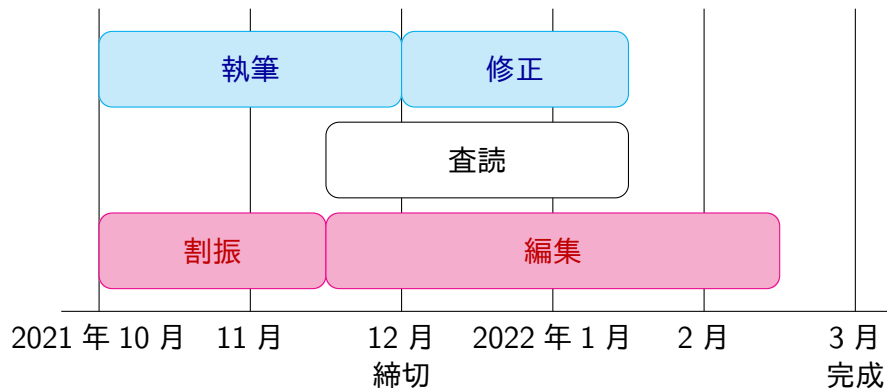 執筆 修正
査読
割振 編集
2021 年 10 月 11 月 12 月 2022 年 1 月 2 月 3 月
締切 完成